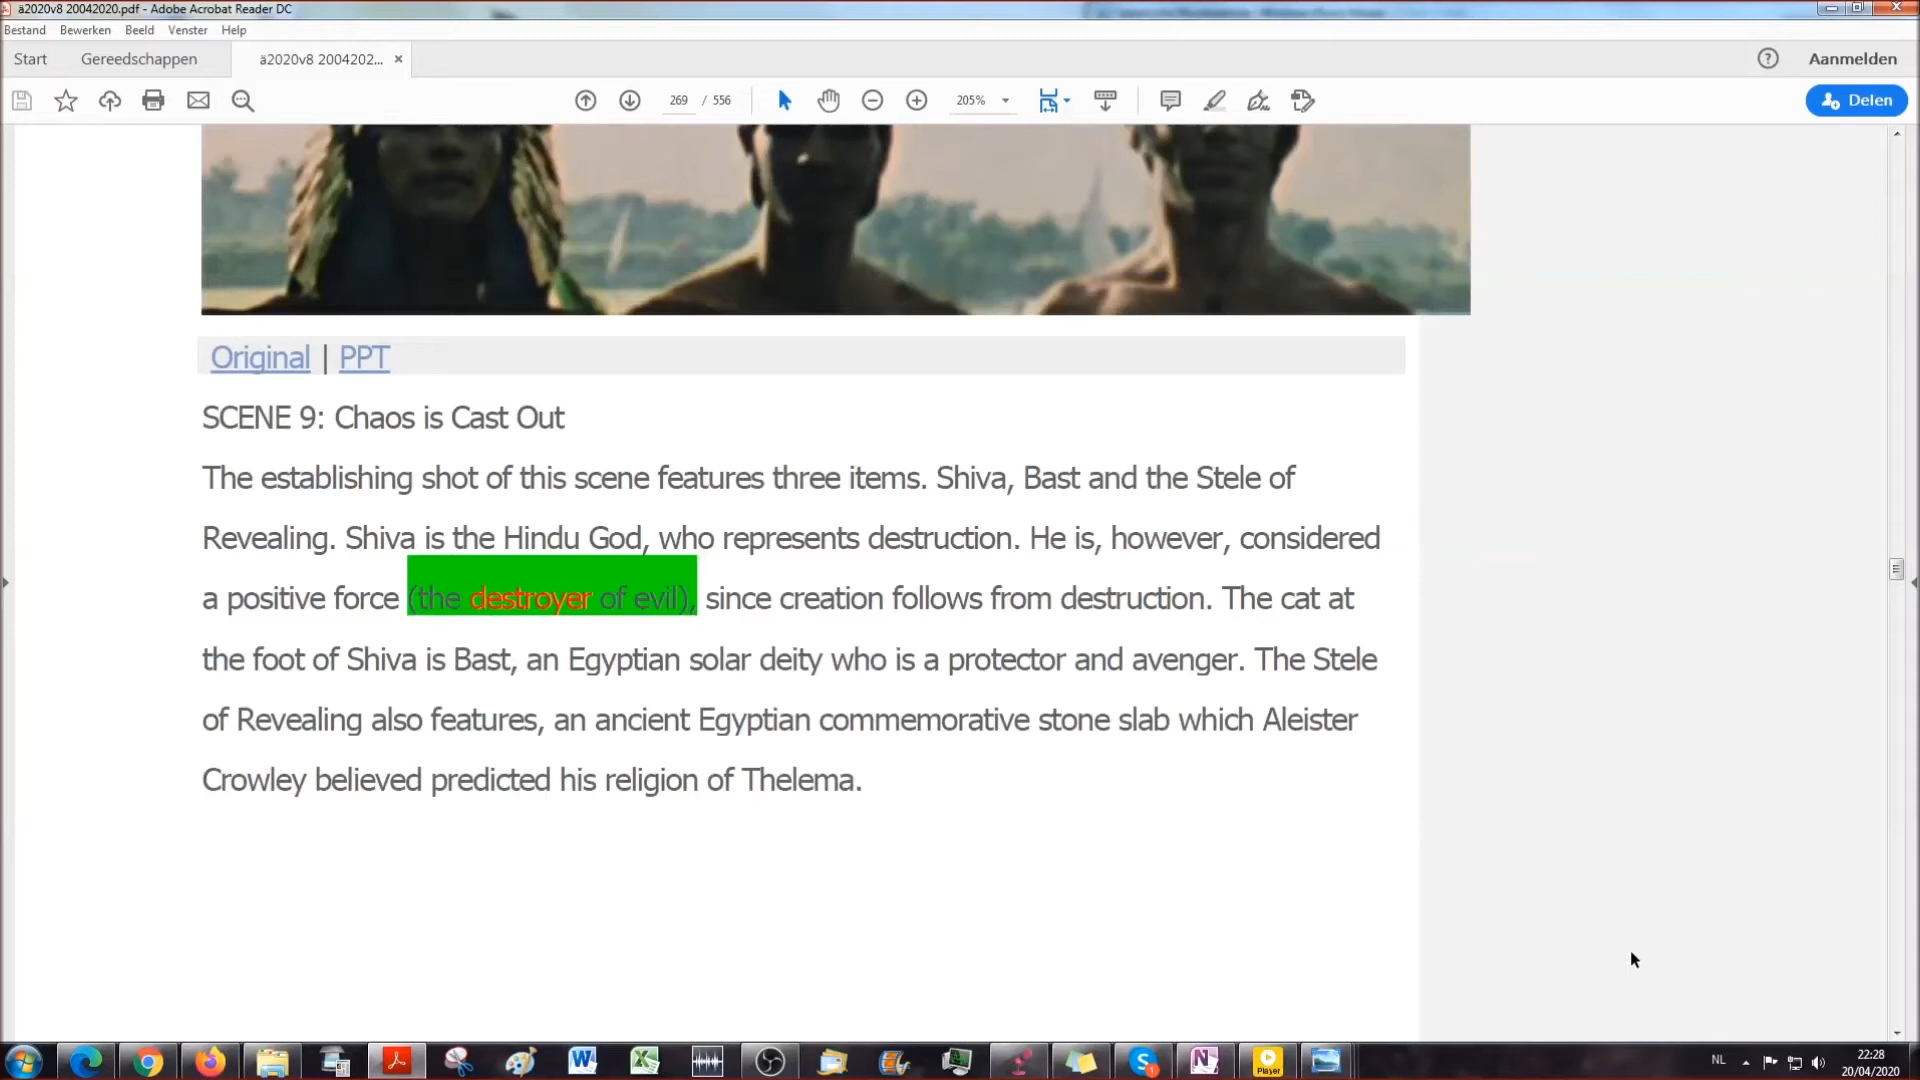 ä2020v8 20042020.pdf - Adobe Acrobat Reader DC
Bestand Bewerken Beeld Venster Help
Start Gereedschappen ä2020v8 2004202... × Aanmelden
269 / 556 205% Delen
Original | PPT
SCENE 9: Chaos is Cast Out
The establishing shot of this scene features three items. Shiva, Bast and the Stele of
Revealing. Shiva is the Hindu God, who represents destruction. He is, however, considered
a positive force (the destroyer of evil), since creation follows from destruction. The cat at
the foot of Shiva is Bast, an Egyptian solar deity who is a protector and avenger. The Stele
of Revealing also features, an ancient Egyptian commemorative stone slab which Aleister
Crowley believed predicted his religion of Thelema.
Player
NL 22:28
20/04/2020